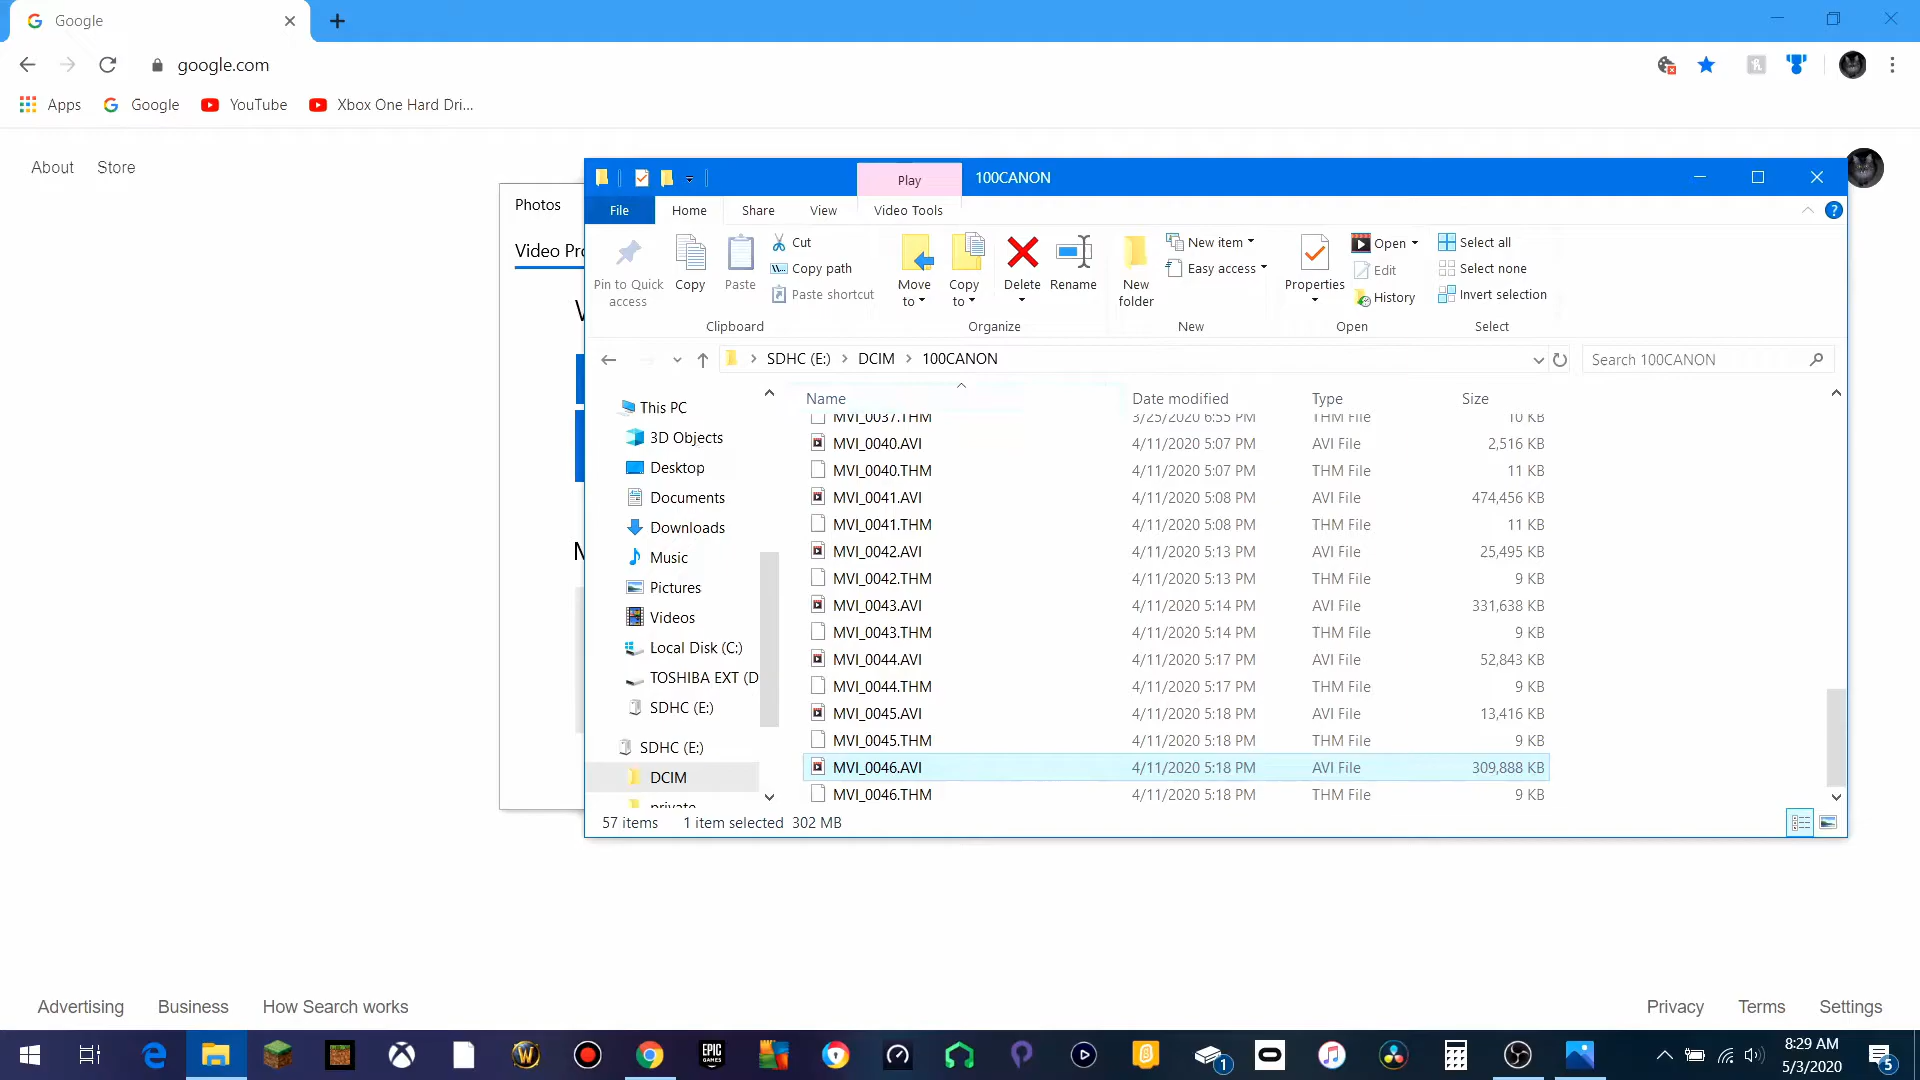 Google
google.com
Apps Google YouTube Xbox One Hard Dri...
About Store
Photos
Video Pro
Play 100CANON
File Home Share View Video Tools
Pin to Quick access
Copy
Paste
Cut
Copy path
Paste shortcut
Clipboard
Move to
Copy to
Delete
Rename
Organize
New folder
New item
Easy access
New
Properties
Open
Edit
History
Open
Select all
Select none
Invert selection
Select
SDHC (E:) DCIM 100CANON
Search 100CANON
This PC
3D Objects
Desktop
Documents
Downloads
Music
Pictures
Videos
Local Disk (C:)
TOSHIBA EXT (D
SDHC (E:)
SDHC (E:)
DCIM
private
Name Date modified Type Size
MVI_0037.THM 3/25/2020 6:55 PM THM File 10 KB
MVI_0040.AVI 4/11/2020 5:07 PM AVI File 2,516 KB
MVI_0040.THM 4/11/2020 5:07 PM THM File 11 KB
MVI_0041.AVI 4/11/2020 5:08 PM AVI File 474,456 KB
MVI_0041.THM 4/11/2020 5:08 PM THM File 11 KB
MVI_0042.AVI 4/11/2020 5:13 PM AVI File 25,495 KB
MVI_0042.THM 4/11/2020 5:13 PM THM File 9 KB
MVI_0043.AVI 4/11/2020 5:14 PM AVI File 331,638 KB
MVI_0043.THM 4/11/2020 5:14 PM THM File 9 KB
MVI_0044.AVI 4/11/2020 5:17 PM AVI File 52,843 KB
MVI_0044.THM 4/11/2020 5:17 PM THM File 9 KB
MVI_0045.AVI 4/11/2020 5:18 PM AVI File 13,416 KB
MVI_0045.THM 4/11/2020 5:18 PM THM File 9 KB
MVI_0046.AVI 4/11/2020 5:18 PM AVI File 309,888 KB
MVI_0046.THM 4/11/2020 5:18 PM THM File 9 KB
57 items 1 item selected 302 MB
Advertising Business How Search works Privacy Terms Settings
EPIC GAMES
1
8:29 AM
5/3/2020
5